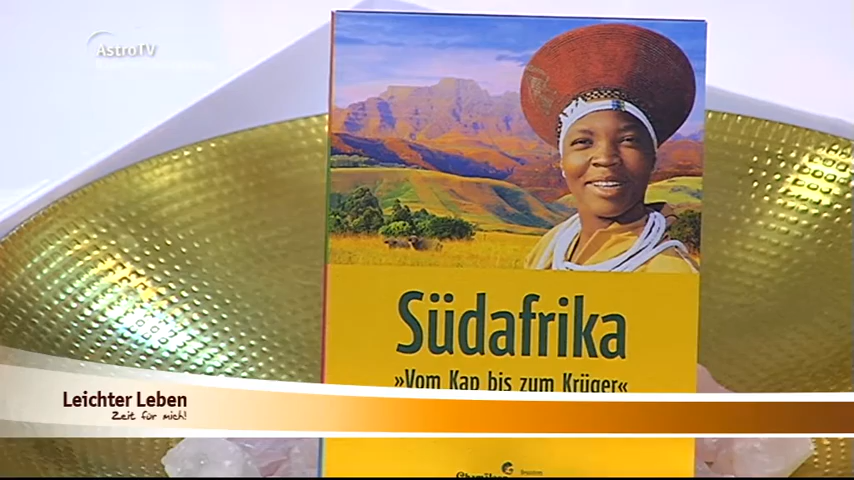 AstroTV
Südafrika
»Vom Kap bis zum Krüger«
Leichter Leben
Zeit für mich!